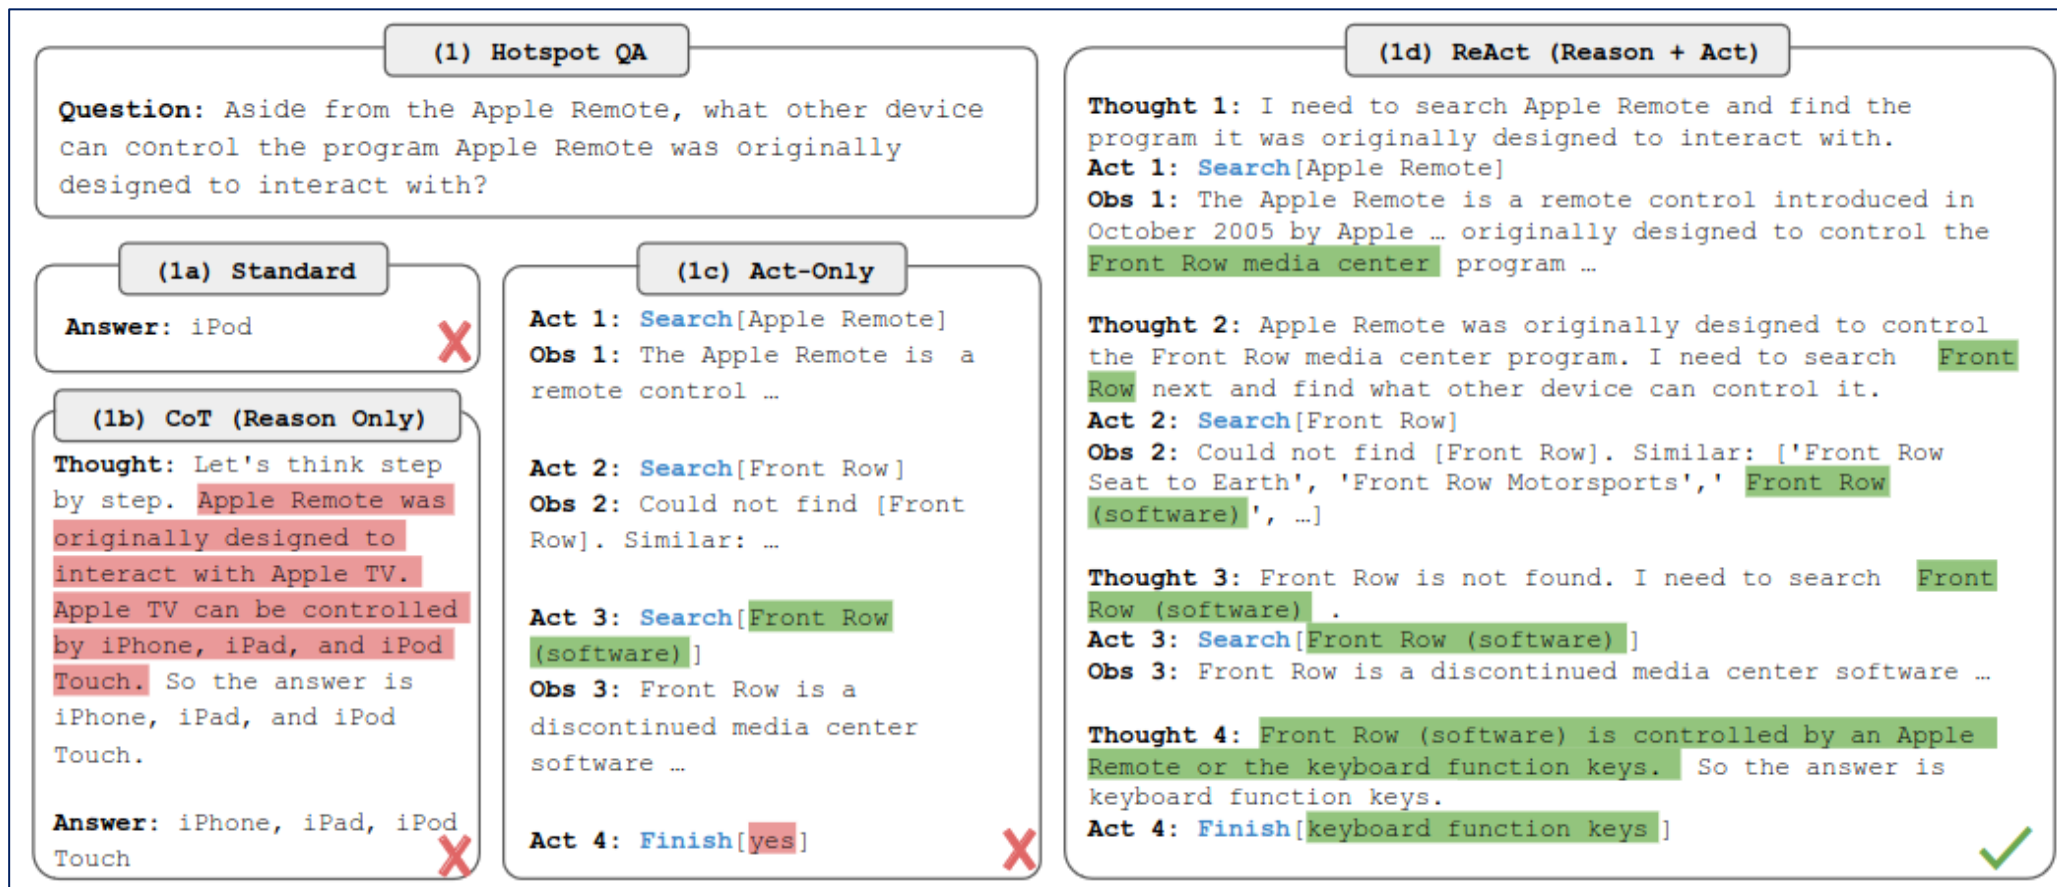 (1) Hotspot QA
Question: Aside from the Apple Remote, what other device
can control the program Apple Remote was originally
designed to interact with?
(1a) Standard
Answer: iPod
(1b) CoT (Reason Only)
Thought: Let's think step
by step. Apple Remote was
originally designed to
interact with Apple TV.
Apple TV can be controlled
by iPhone, iPad, and iPod
Touch. So the answer is
iPhone, iPad, and iPod
Touch.
Answer: iPhone, iPad, iPod
Touch
(1c) Act-Only
Act 1: Search[Apple Remote]
Obs 1: The Apple Remote is a
remote control …
Act 2: Search[Front Row]
Obs 2: Could not find [Front
Row]. Similar: …
Act 3: Search[Front Row
(software)]
Obs 3: Front Row is a
discontinued media center
software …
Act 4: Finish[yes]
(1d) ReAct (Reason + Act)
Thought 1: I need to search Apple Remote and find the
program it was originally designed to interact with.
Act 1: Search[Apple Remote]
Obs 1: The Apple Remote is a remote control introduced in
October 2005 by Apple … originally designed to control the
Front Row media center program …
Thought 2: Apple Remote was originally designed to control
the Front Row media center program. I need to search Front
Row next and find what other device can control it.
Act 2: Search[Front Row]
Obs 2: Could not find [Front Row]. Similar: ['Front Row
Seat to Earth', 'Front Row Motorsports',' Front Row
(software)', …]
Thought 3: Front Row is not found. I need to search Front
Row (software) .
Act 3: Search[Front Row (software) ]
Obs 3: Front Row is a discontinued media center software …
Thought 4: Front Row (software) is controlled by an Apple
Remote or the keyboard function keys. So the answer is
keyboard function keys.
Act 4: Finish[keyboard function keys ]